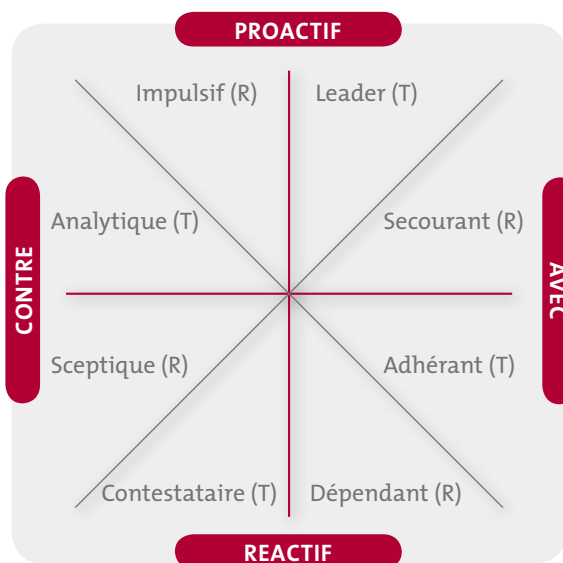 PROACTIF
Impulsif (R)
Leader (T)
Analytique (T)
Secourant (R)
CONTRE
AVEC
Sceptique (R)
Adhérant (T)
Contestataire (T)
Dépendant (R)
REACTIF